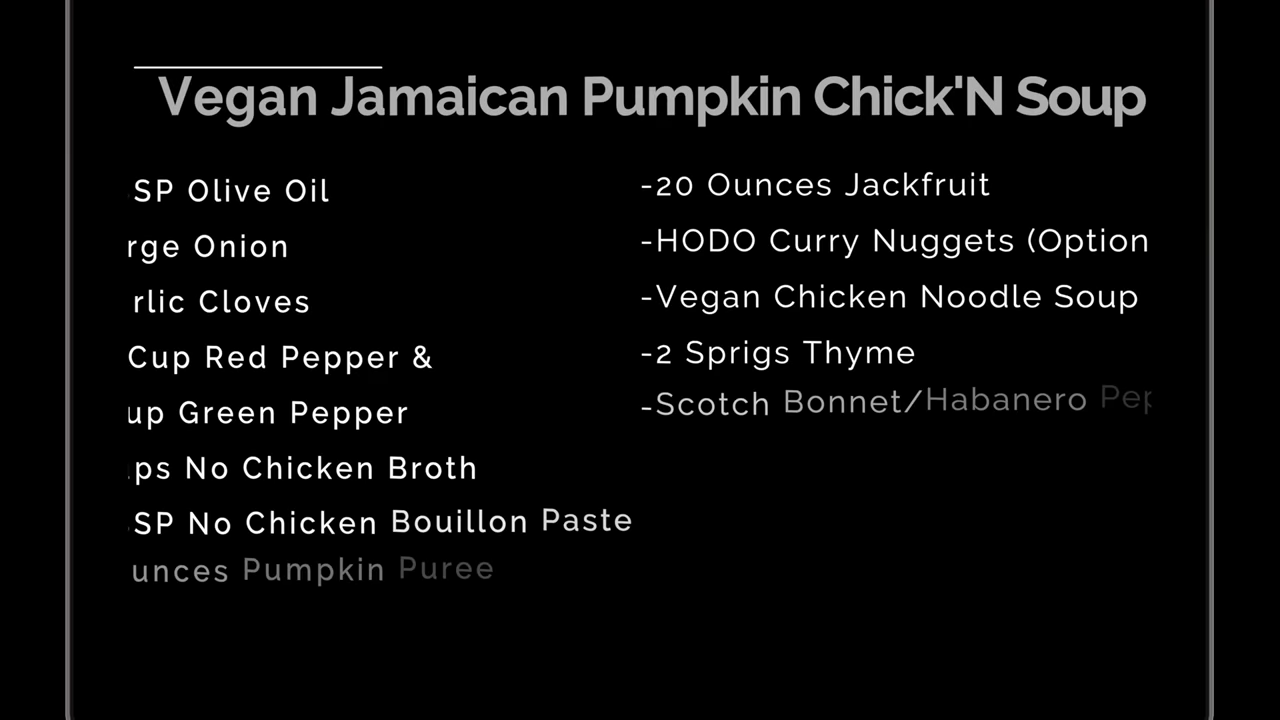 Vegan Jamaican Pumpkin Chick'N Soup
SP Olive Oil
rge Onion
rlic Cloves
Cup Red Pepper &
up Green Pepper
ps No Chicken Broth
SP No Chicken Bouillon Paste
unces Pumpkin Puree
-20 Ounces Jackfruit
-HODO Curry Nuggets (Option
-Vegan Chicken Noodle Soup
-2 Sprigs Thyme
-Scotch Bonnet/Habanero Pep